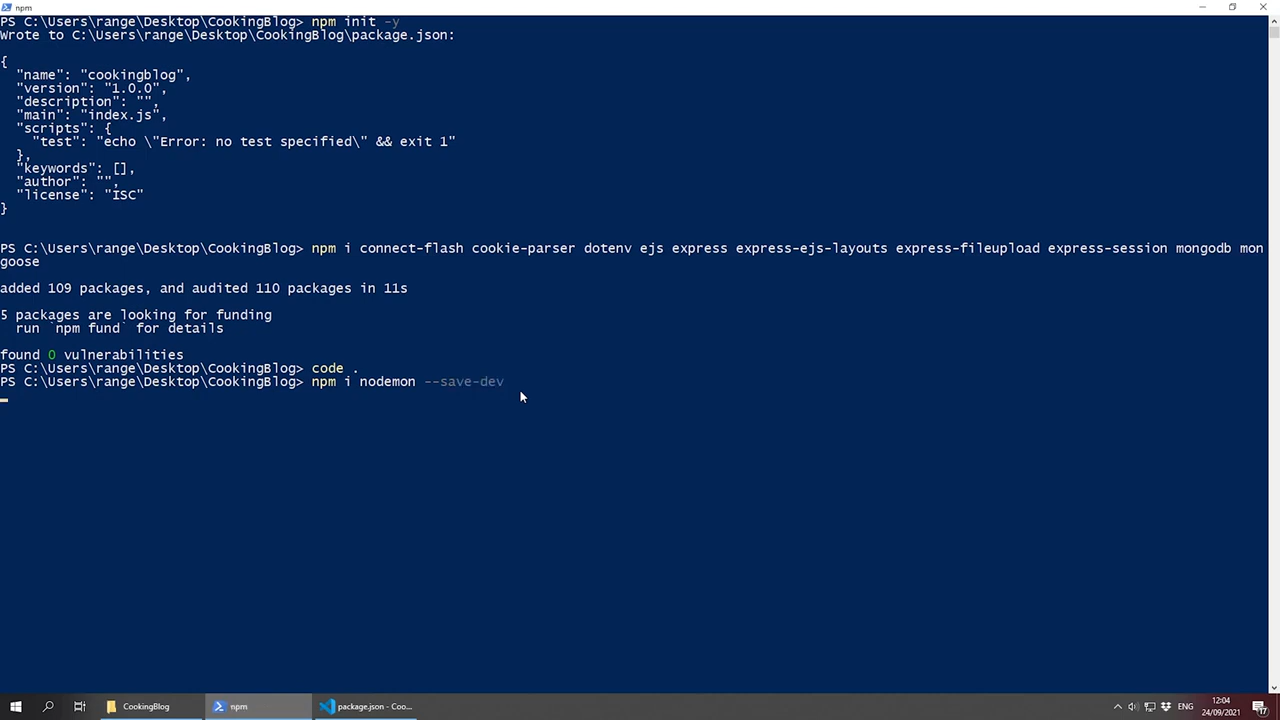 npm
PS C:\Users\range\Desktop\CookingBlog> npm init -y
Wrote to C:\Users\range\Desktop\CookingBlog\package.json:
{
  "name": "cookingblog",
  "version": "1.0.0",
  "description": "",
  "main": "index.js",
  "scripts": {
    "test": "echo \"Error: no test specified\" && exit 1"
  },
  "keywords": [],
  "author": "",
  "license": "ISC"
}
PS C:\Users\range\Desktop\CookingBlog> npm i connect-flash cookie-parser dotenv ejs express express-ejs-layouts express-fileupload express-session mongodb mon
goose
added 109 packages, and audited 110 packages in 11s
5 packages are looking for funding
  run `npm fund` for details
found 0 vulnerabilities
PS C:\Users\range\Desktop\CookingBlog> code .
PS C:\Users\range\Desktop\CookingBlog> npm i nodemon --save-dev
CookingBlog
npm
package.json - Coo...
ENG
12:04
24/09/2021
17